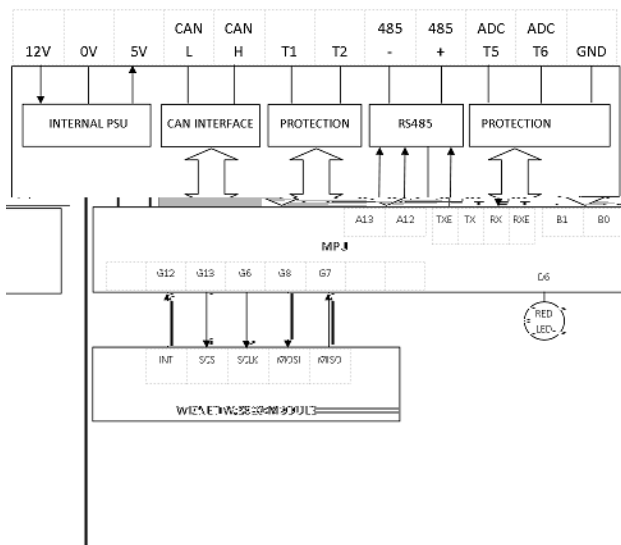 CAN CAN 485 485 ADC ADC
12V 0V 5V L H T1 T2 - + T5 T6 GND
INTERNAL PSU CAN INTERFACE PROTECTION RS485 PROTECTION
A13 A12 TXE TX RX RXE B1 B0
MPU
G12 G13 G6 G8 G7
D6
RED
LED
INT SCS SCLK MOSI MISO